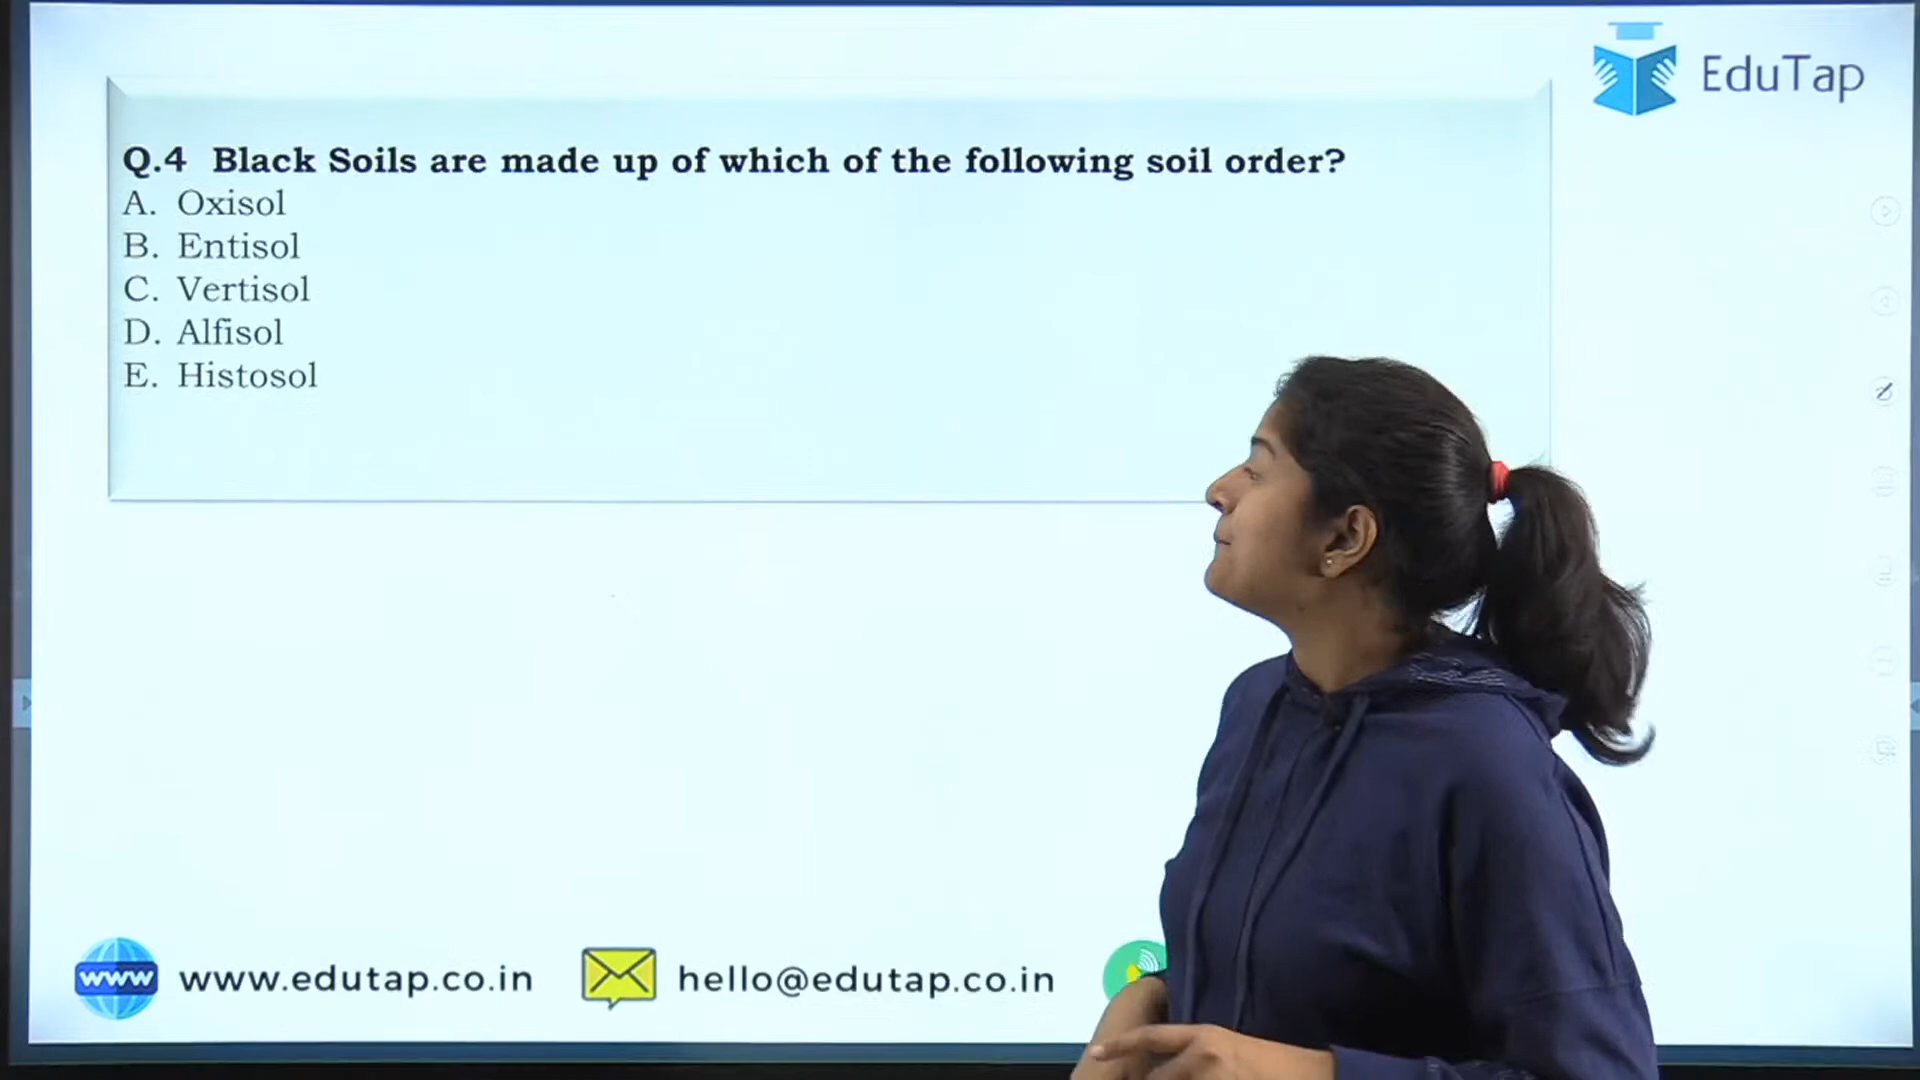 EduTap
Q.4 Black Soils are made up of which of the following soil order?
A. Oxisol
B. Entisol
C. Vertisol
D. Alfisol
E. Histosol
www www.edutap.co.in hello@edutap.co.in